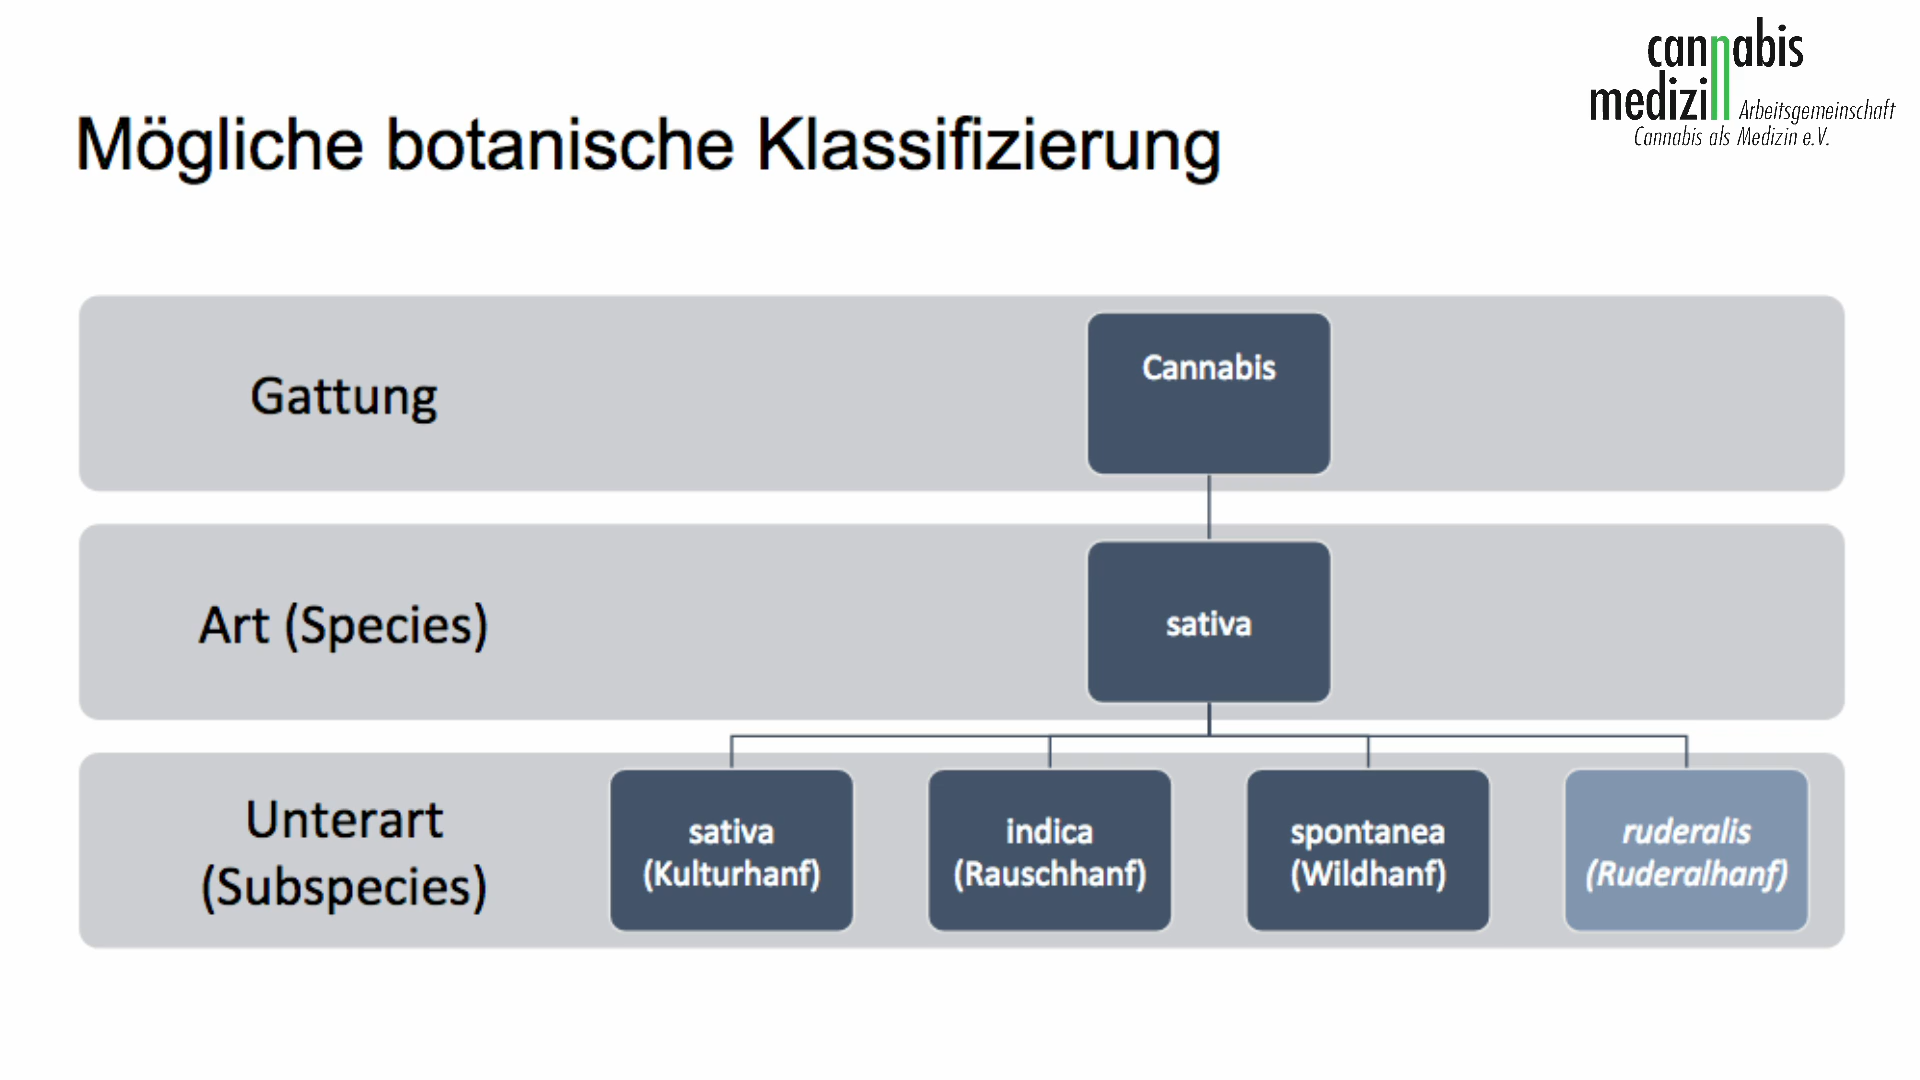 cannabis
medizin Arbeitsgemeinschaft
Cannabis als Medizin e.V.
Mögliche botanische Klassifizierung
Gattung
Cannabis
Art (Species)
sativa
Unterart
(Subspecies)
sativa
(Kulturhanf)
indica
(Rauschhanf)
spontanea
(Wildhanf)
ruderalis
(Ruderalhanf)